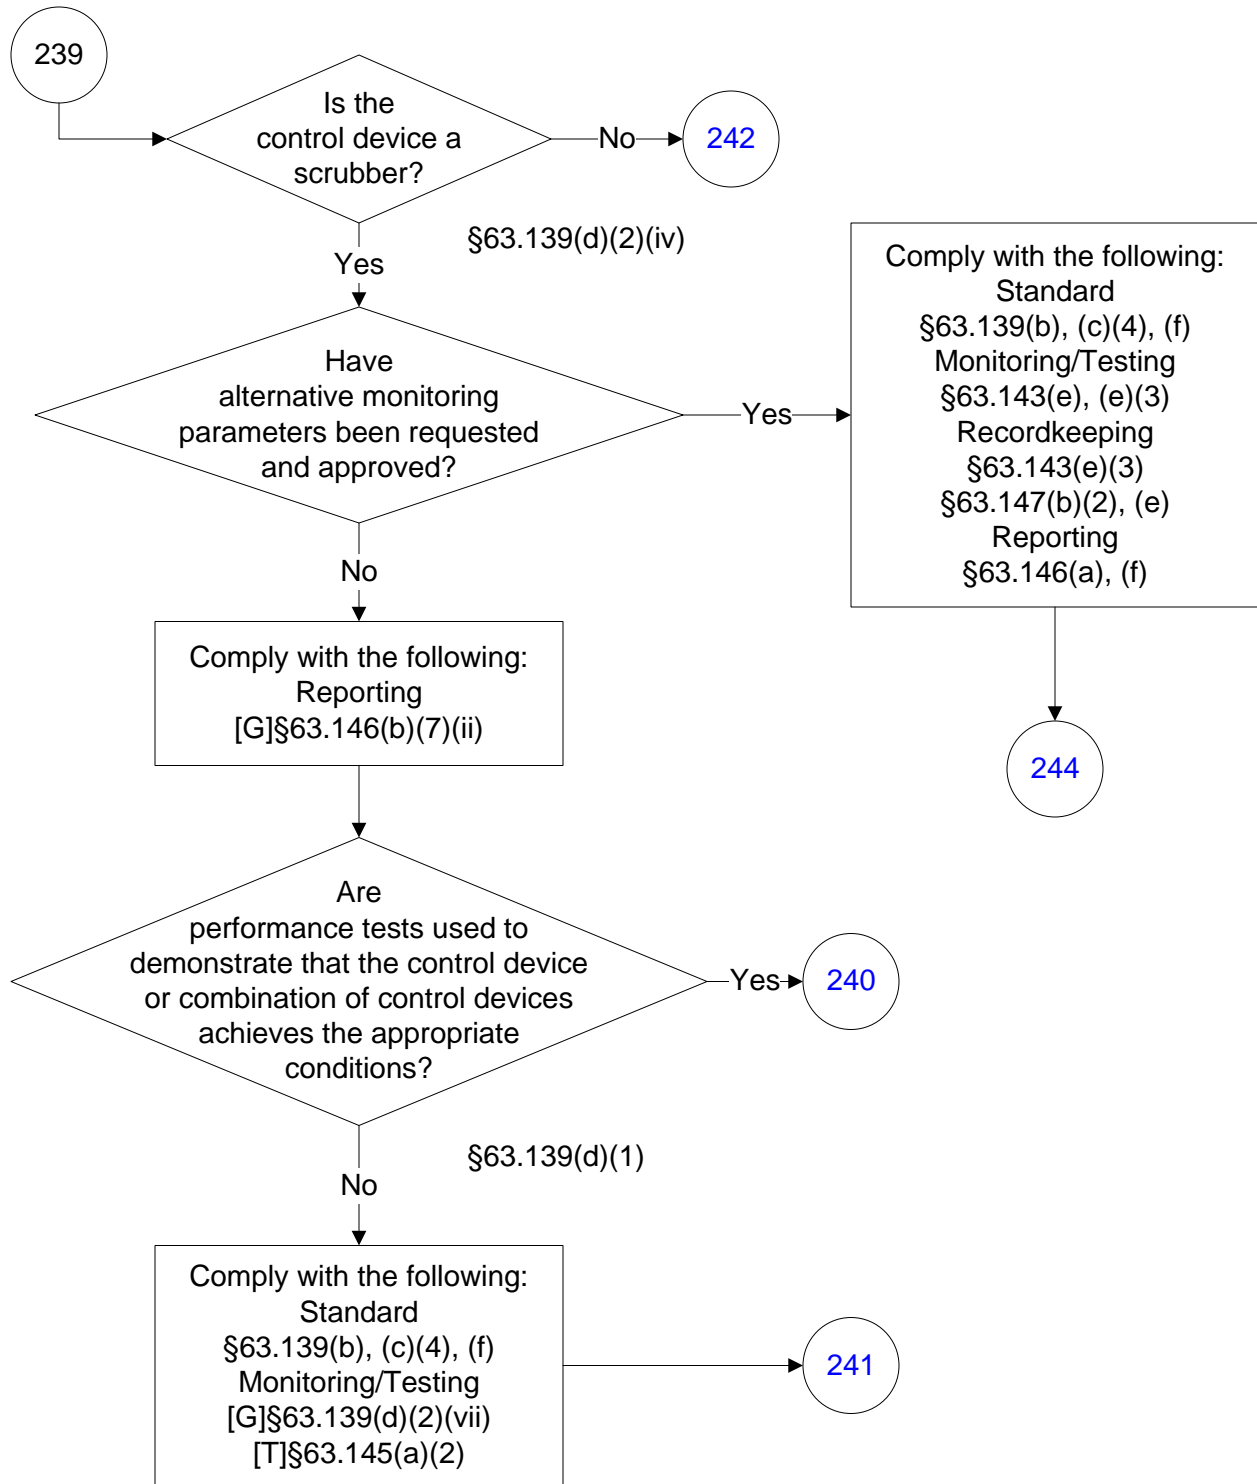 239
Is the
control device a
scrubber?
No
242
§63.139(d)(2)(iv)
Yes
Have
alternative monitoring
parameters been requested
and approved?
Yes
Comply with the following:
Standard
§63.139(b), (c)(4), (f)
Monitoring/Testing
§63.143(e), (e)(3)
Recordkeeping
§63.143(e)(3)
§63.147(b)(2), (e)
Reporting
§63.146(a), (f)
244
No
Comply with the following:
Reporting
[G]§63.146(b)(7)(ii)
Are
performance tests used to
demonstrate that the control device
or combination of control devices
achieves the appropriate
conditions?
Yes
240
§63.139(d)(1)
No
Comply with the following:
Standard
§63.139(b), (c)(4), (f)
Monitoring/Testing
[G]§63.139(d)(2)(vii)
[T]§63.145(a)(2)
241